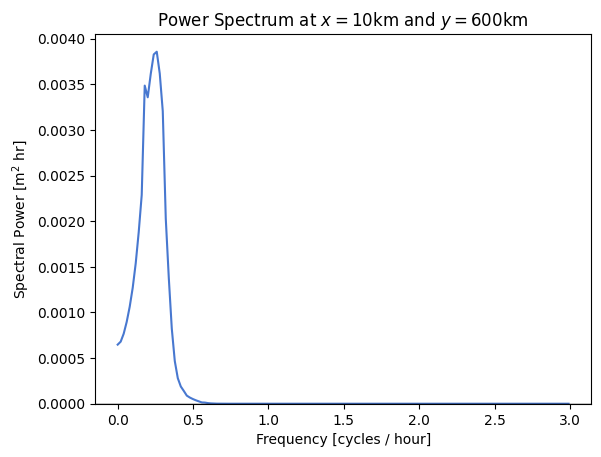 Power Spectrum at x = 10km and y = 600km
Spectral Power [m² hr]
0.0040
0.0035
0.0030
0.0025
0.0020
0.0015
0.0010
0.0005
0.0000
0.0 0.5 1.0 1.5 2.0 2.5 3.0
Frequency [cycles / hour]